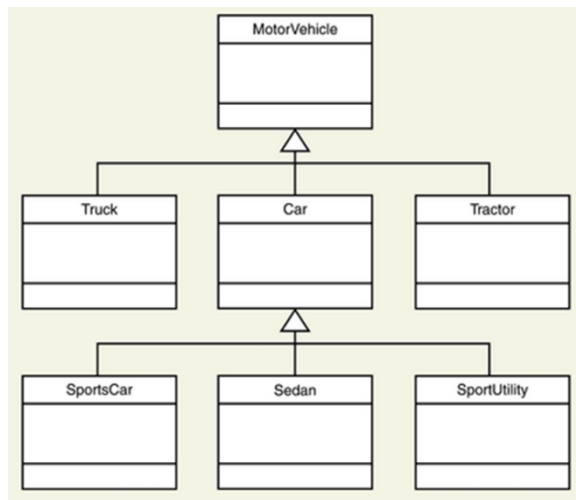 MotorVehicle
Truck
Car
Tractor
SportsCar
Sedan
SportUtility